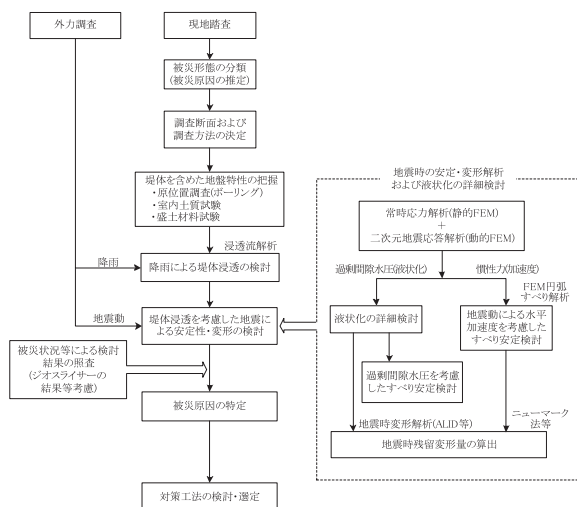 外力調査
現地踏査
被災形態の分類
(被災原因の推定)
調査断面および
調査方法の決定
堤体を含めた地盤特性の把握
・原位置調査(ボーリング)
・室内土質試験
・盛土材料試験
浸透流解析
降雨
降雨による堤体浸透の検討
地震動
堤体浸透を考慮した地震に
よる安定性・変形の検討
被災状況等による検討
結果の照査
(ジオスライサーの
結果等考慮)
被災原因の特定
対策工法の検討・選定
地震時の安定・変形解析
および液状化の詳細検討
常時応力解析(静的FEM)
+
二次元地震応答解析(動的FEM)
過剰間隙水圧(液状化)
慣性力(加速度)
FEM円弧
すべり解析
液状化の詳細検討
地震動による水平
加速度を考慮した
すべり安定検討
過剰間隙水圧を考慮
したすべり安定検討
地震時変形解析(ALID等)
ニューマーク
法等
地震時残留変形量の算出